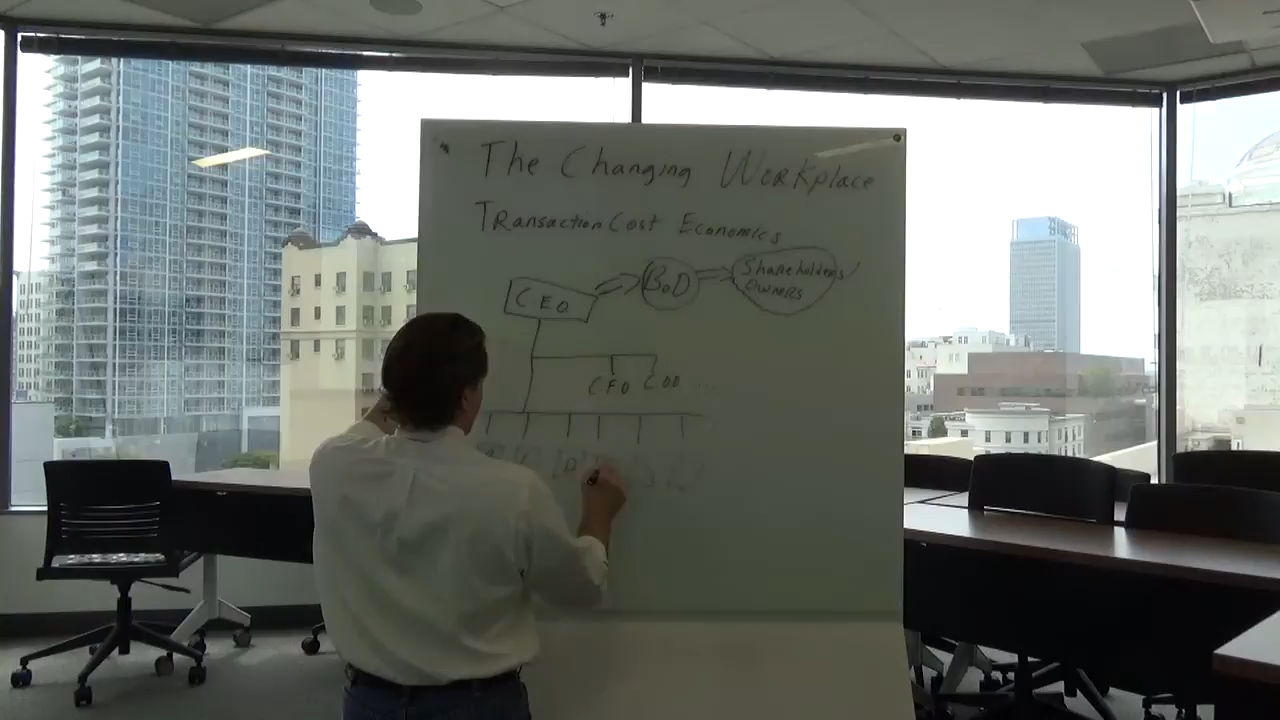 The Changing Workplace
Transaction Cost Economics
CEO BoD Shareholders/
Owners
CFO COO